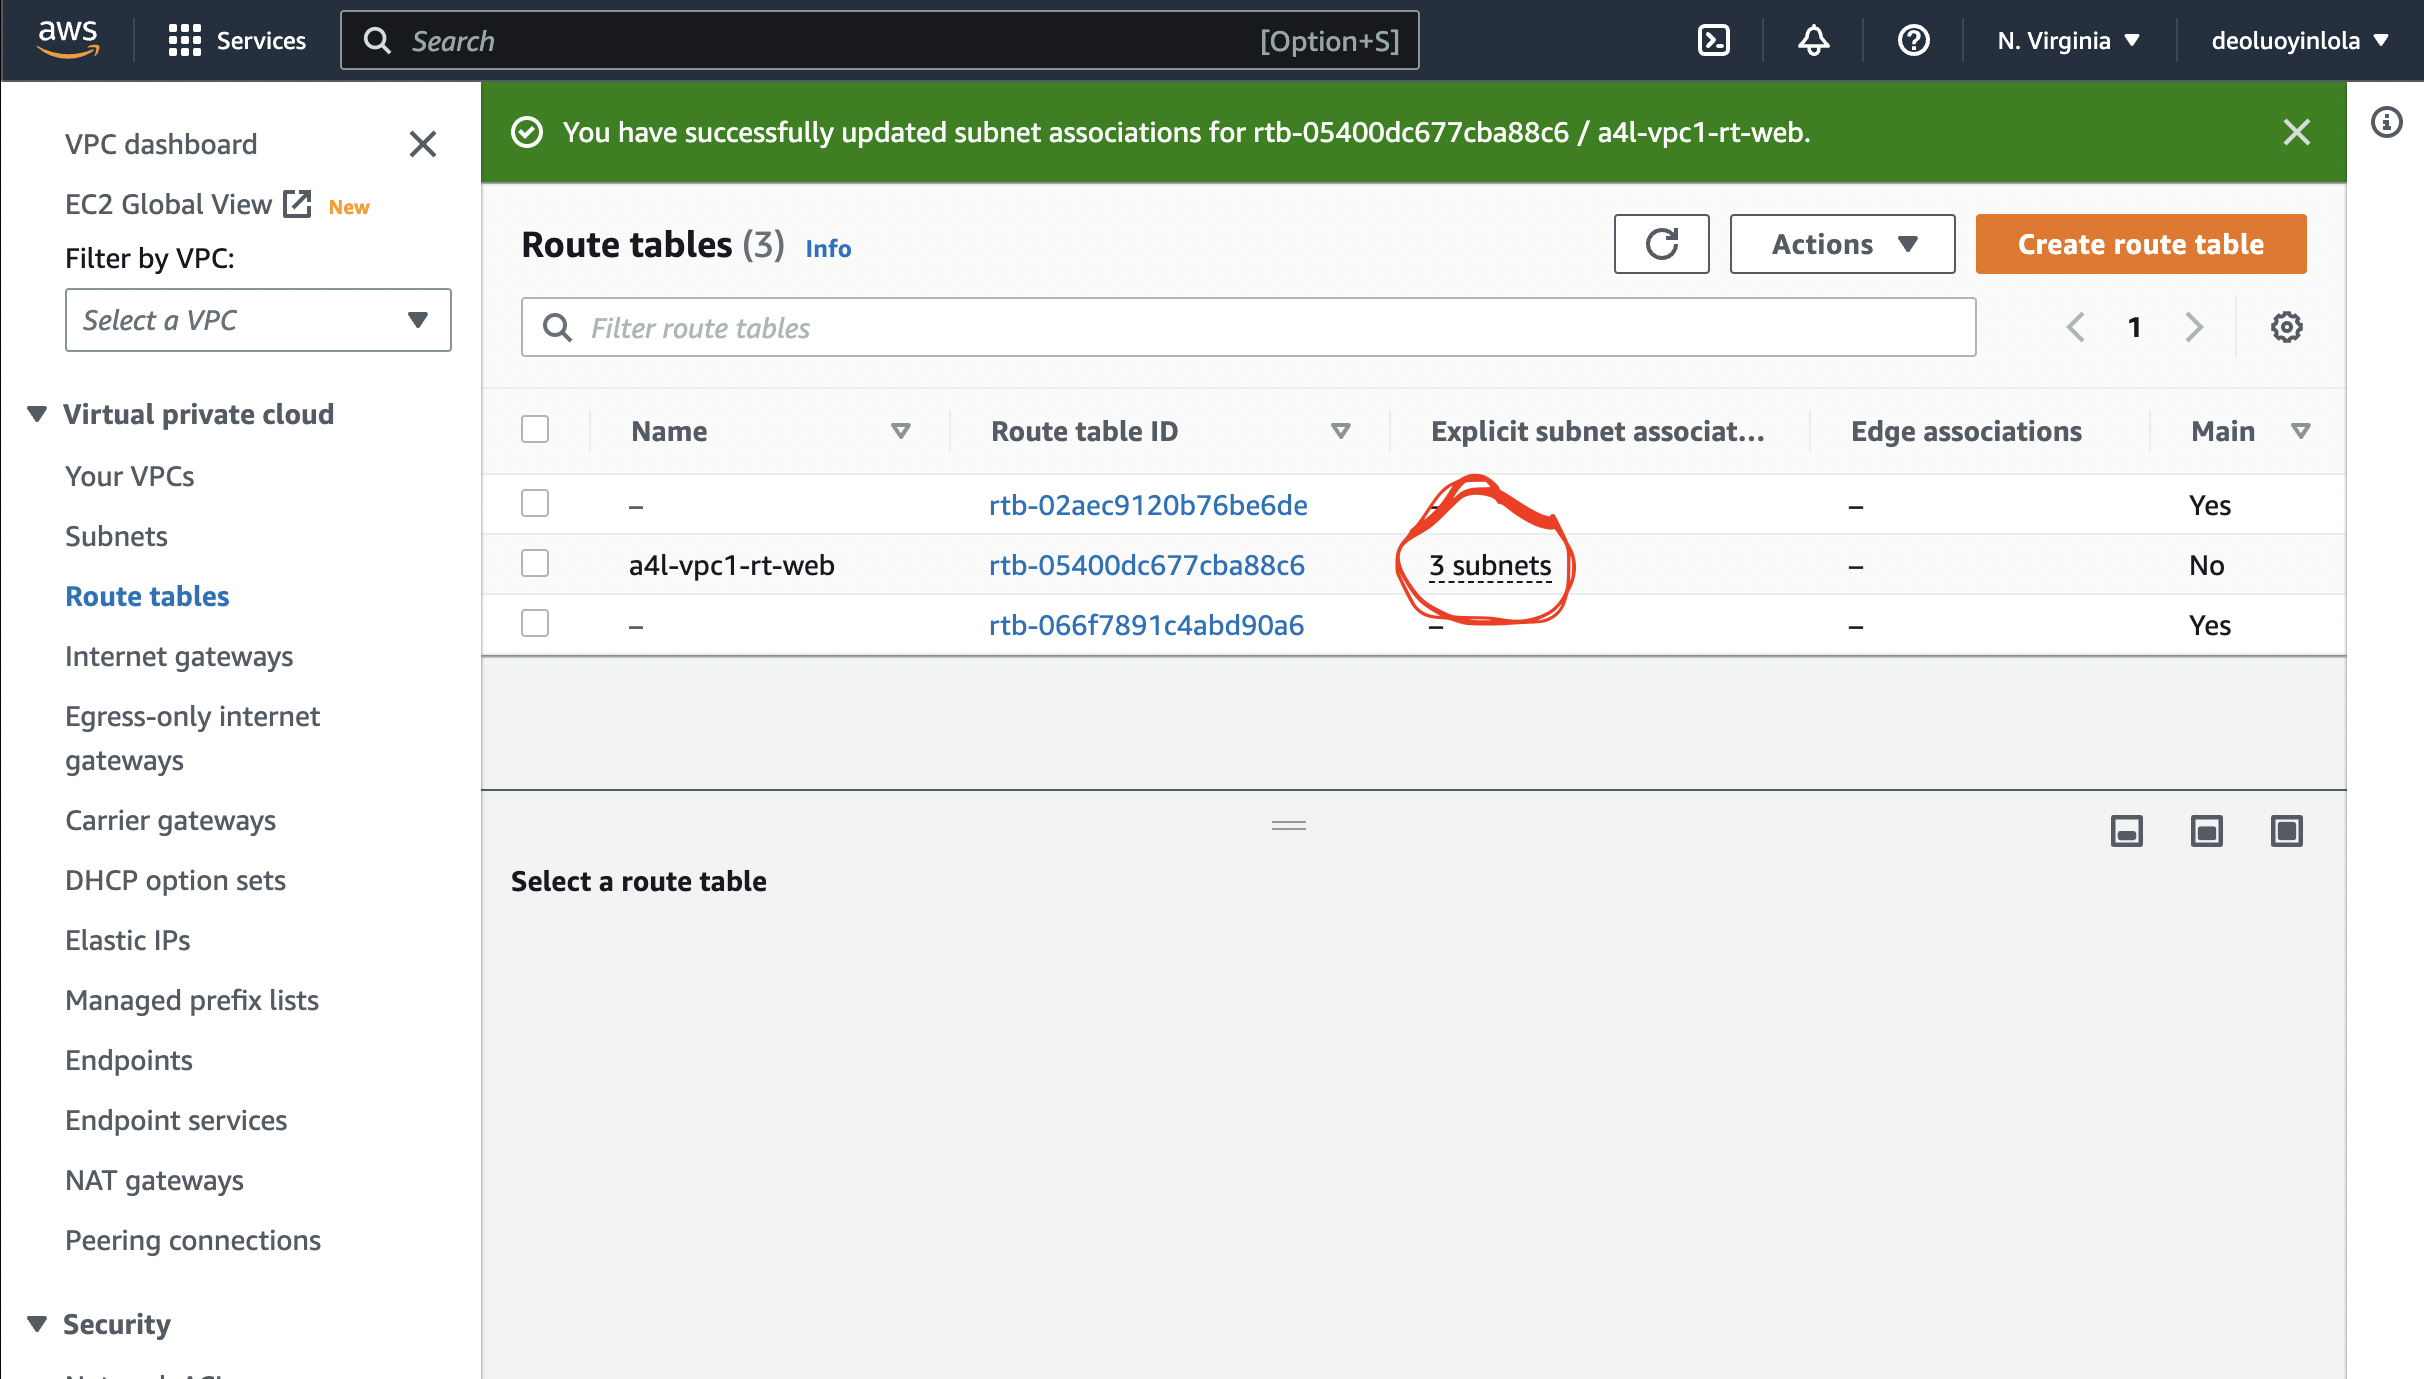 aws
Services
Search
[Option+S]
N. Virginia
deoluoyinlola
VPC dashboard
EC2 Global View
New
Filter by VPC:
Select a VPC
Virtual private cloud
Your VPCs
Subnets
Route tables
Internet gateways
Egress-only internet
gateways
Carrier gateways
DHCP option sets
Elastic IPs
Managed prefix lists
Endpoints
Endpoint services
NAT gateways
Peering connections
Security
You have successfully updated subnet associations for rtb-05400dc677cba88c6 / a4l-vpc1-rt-web.
Route tables (3) Info
Actions
Create route table
Filter route tables
1
Name Route table ID Explicit subnet associat... Edge associations Main
– rtb-02aec9120b76be6de – – Yes
a4l-vpc1-rt-web rtb-05400dc677cba88c6 3 subnets – No
– rtb-066f7891c4abd90a6 – – Yes
Select a route table